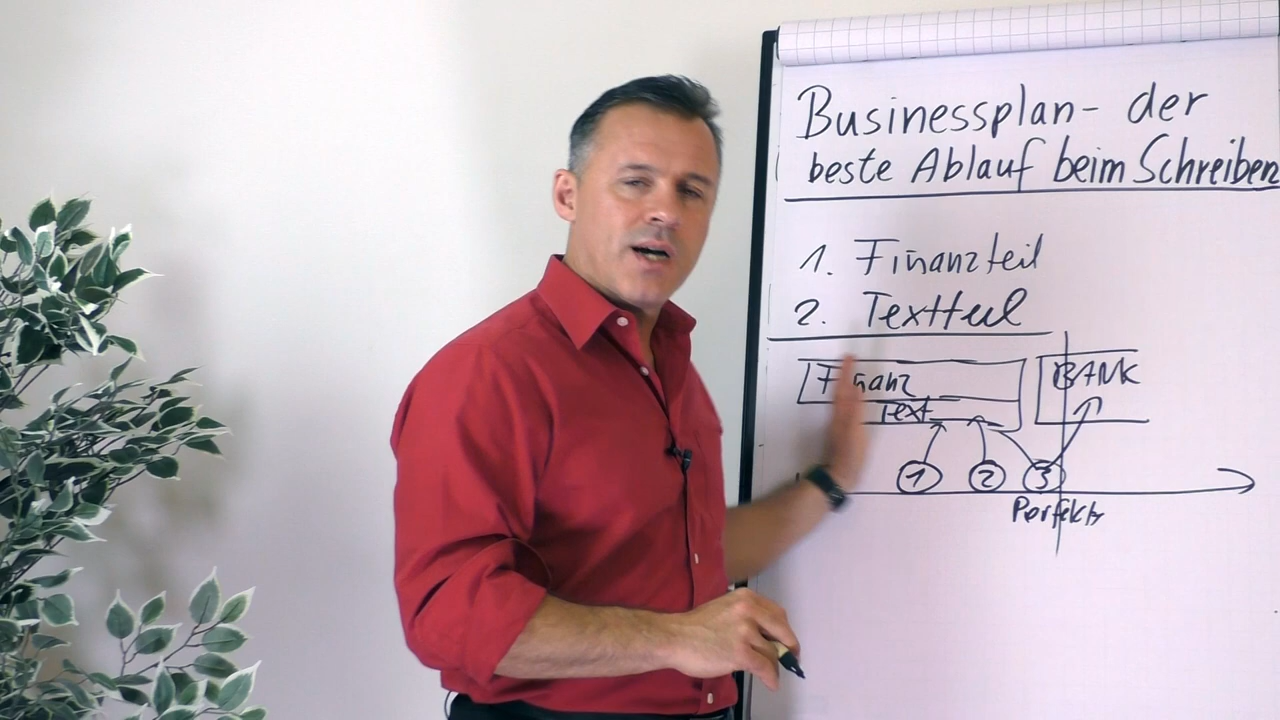 Businessplan- der
beste Ablauf beim Schreiben
1. Finanzteil
2. Textteil
Finanz
BANK
Text
1 2 3
Perfekt